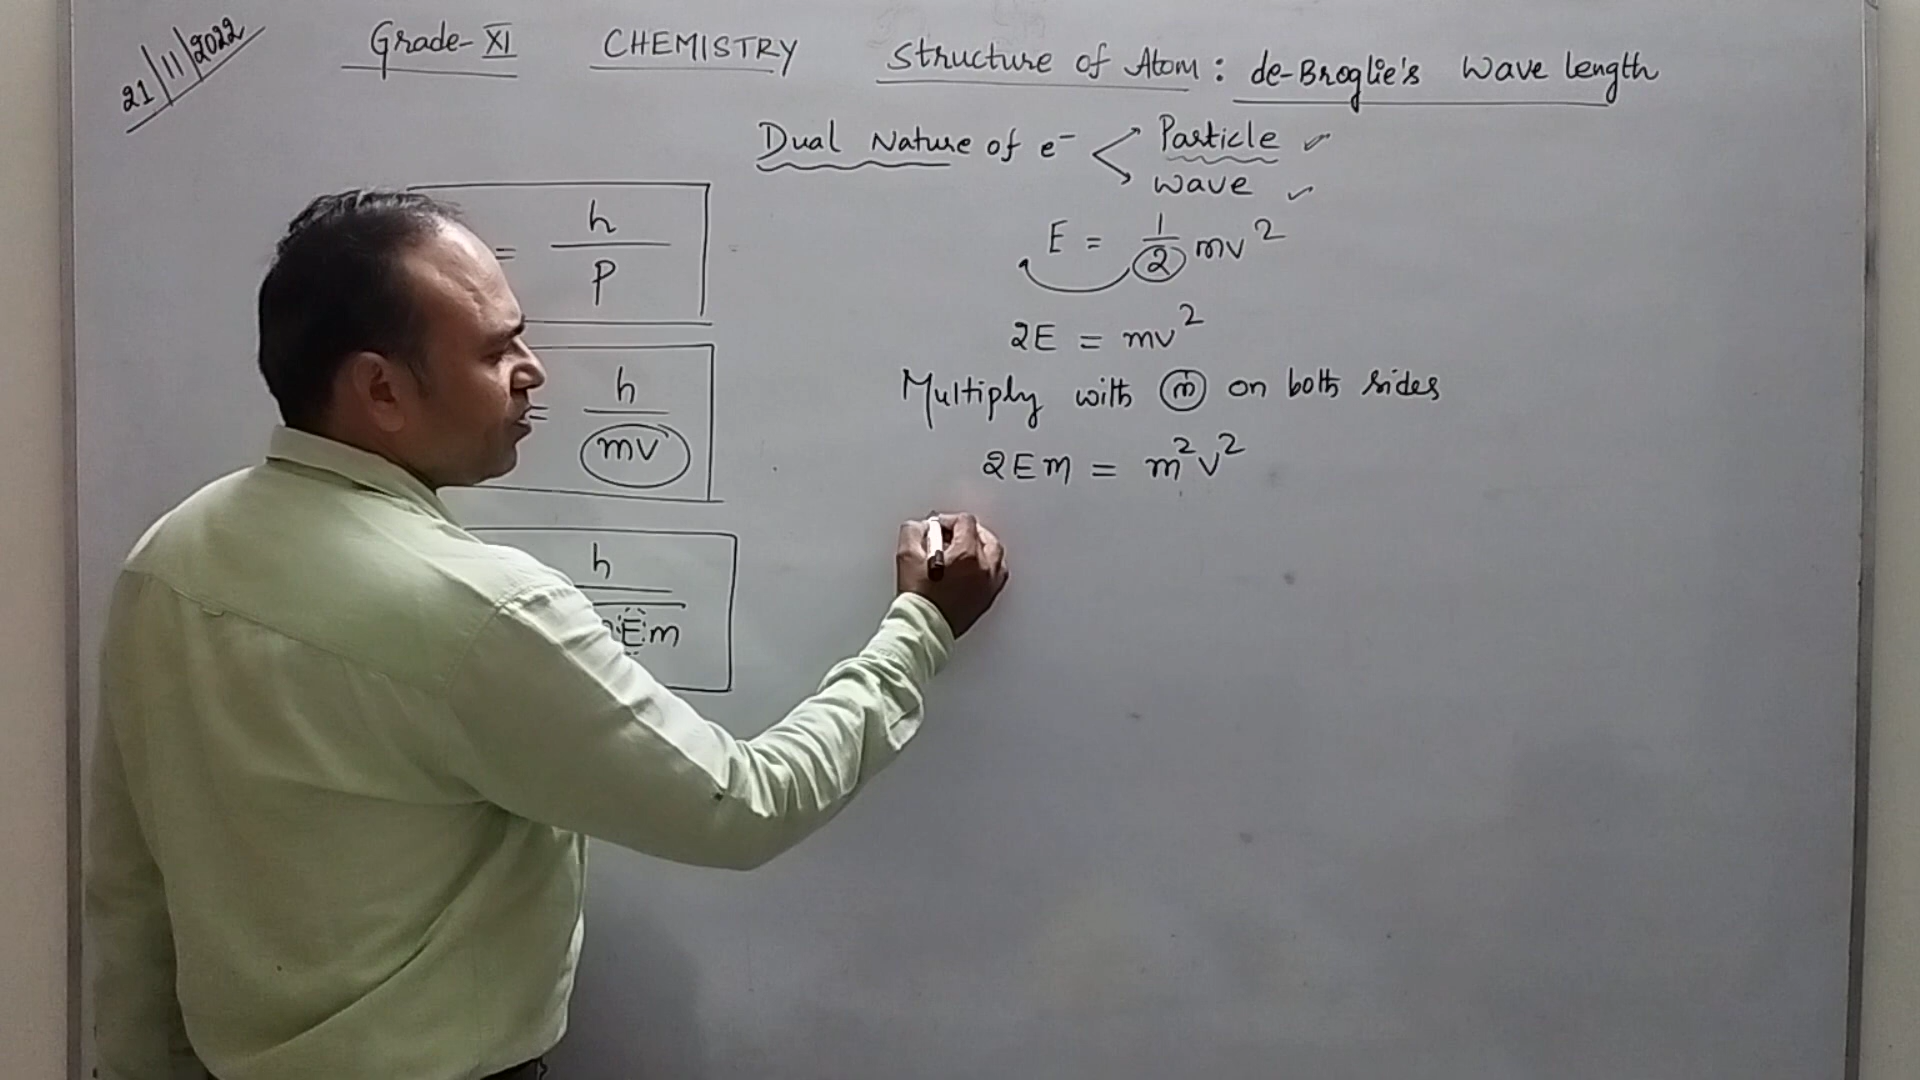 21/11/2022
Grade-XI CHEMISTRY Structure of Atom: de-Broglie's Wave length
Dual Nature of e⁻ < Particle ✓
Wave ✓
= h/P
= h/mv
h/Em
E = 1/2 mv²
2E = mv²
Multiply with m on both sides
2Em = m²v²